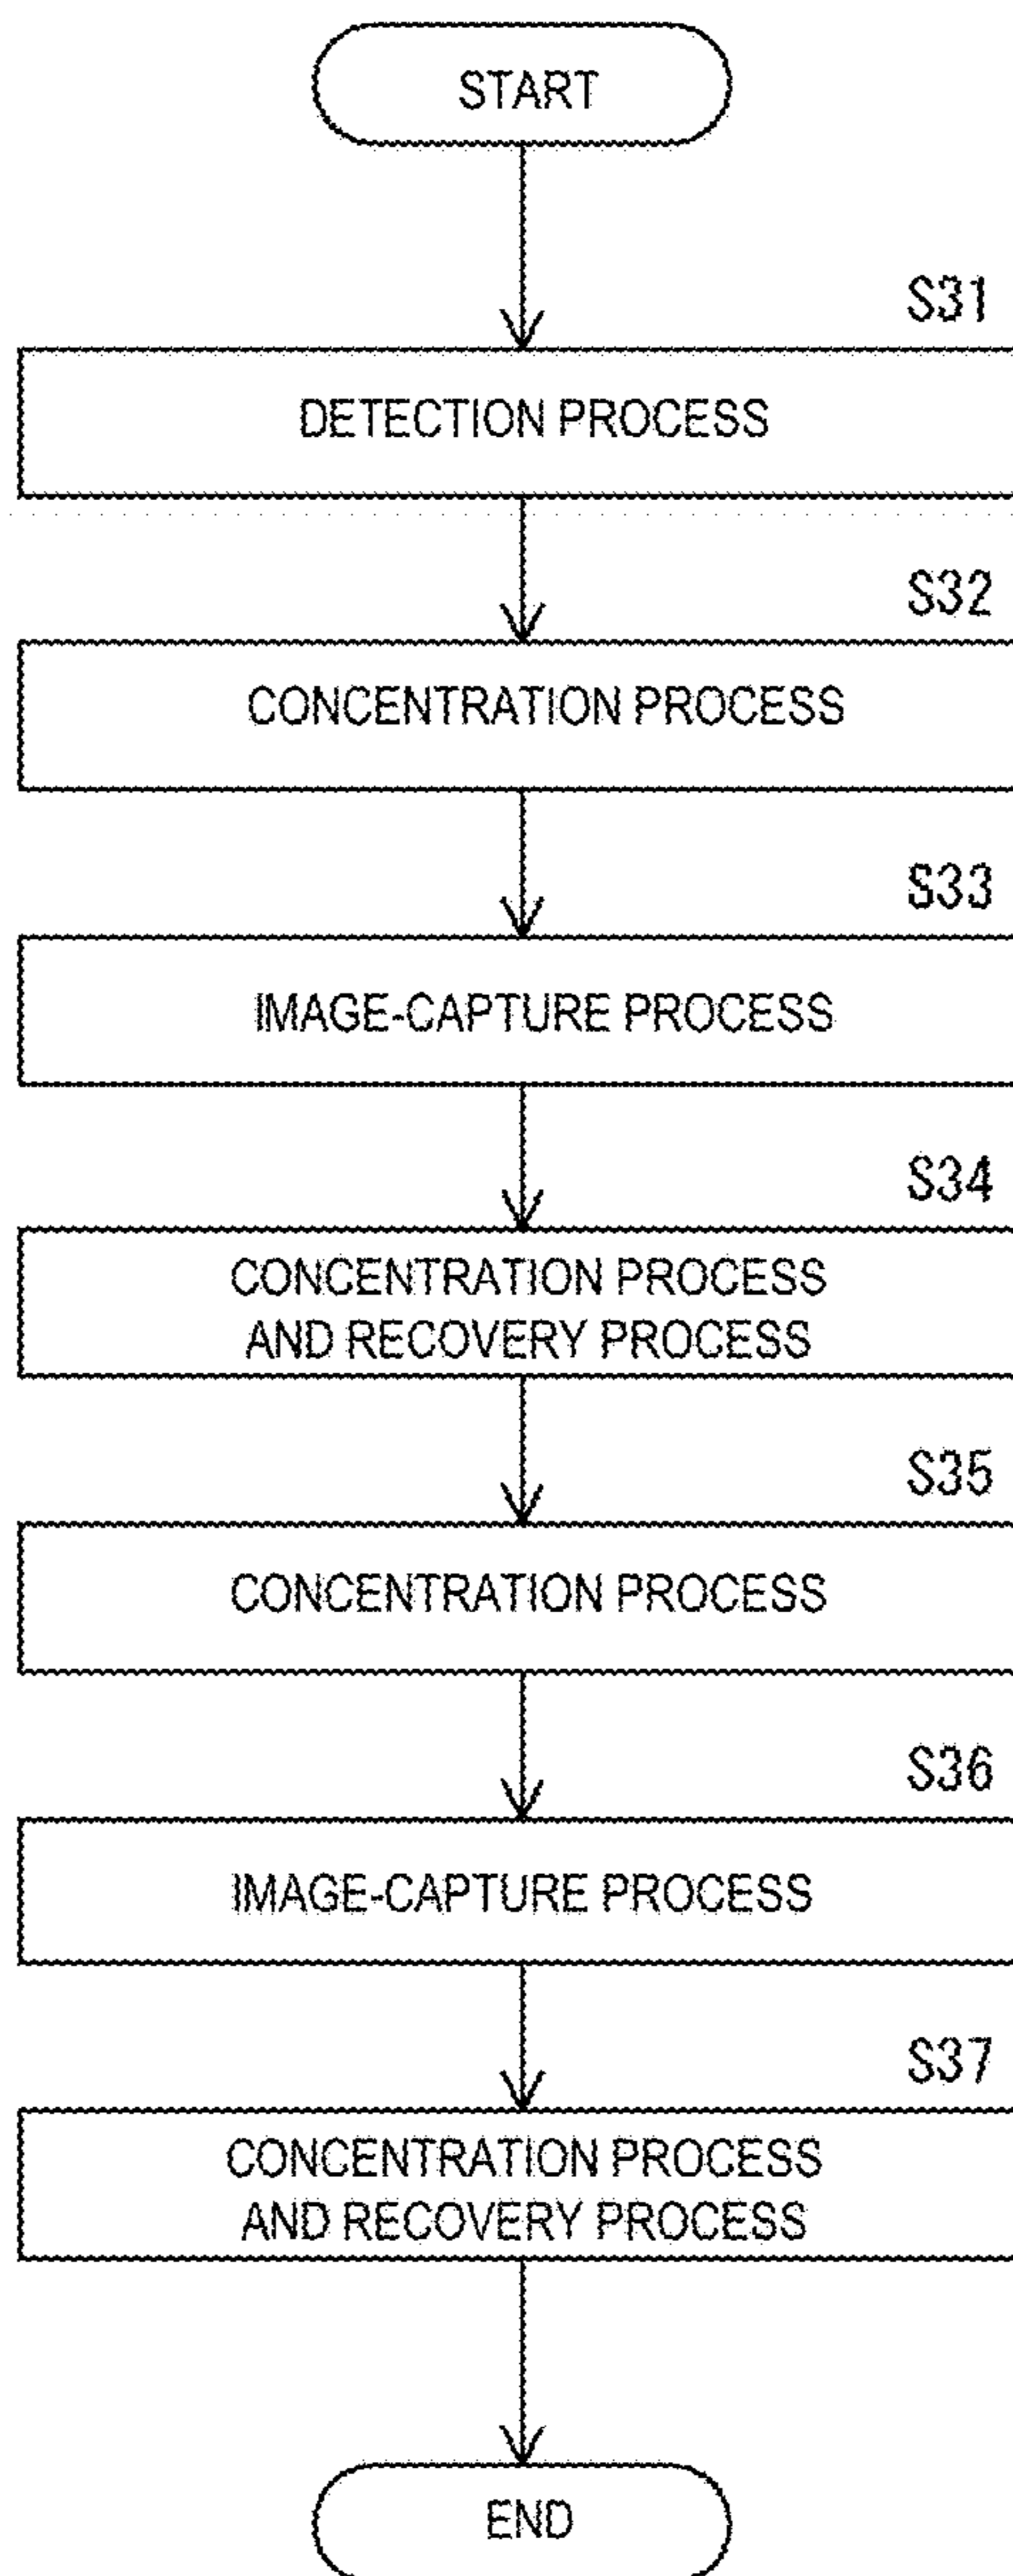 START
S31
DETECTION PROCESS
S32
CONCENTRATION PROCESS
S33
IMAGE-CAPTURE PROCESS
S34
CONCENTRATION PROCESS
AND RECOVERY PROCESS
S35
CONCENTRATION PROCESS
S36
IMAGE-CAPTURE PROCESS
S37
CONCENTRATION PROCESS
AND RECOVERY PROCESS
END